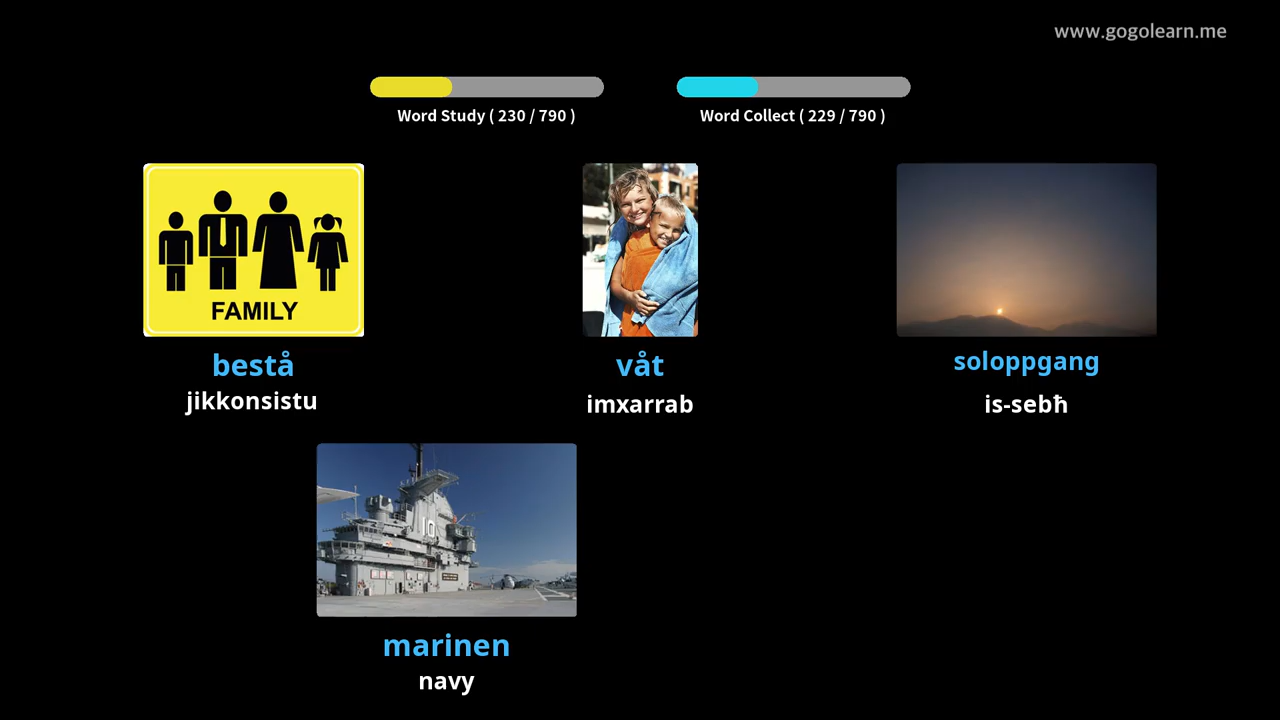 www.gogolearn.me
Word Study ( 230 / 790 )
Word Collect ( 229 / 790 )
FAMILY
bestå
jikkonsistu
våt
imxarrab
soloppgang
is-sebħ
16
marinen
navy